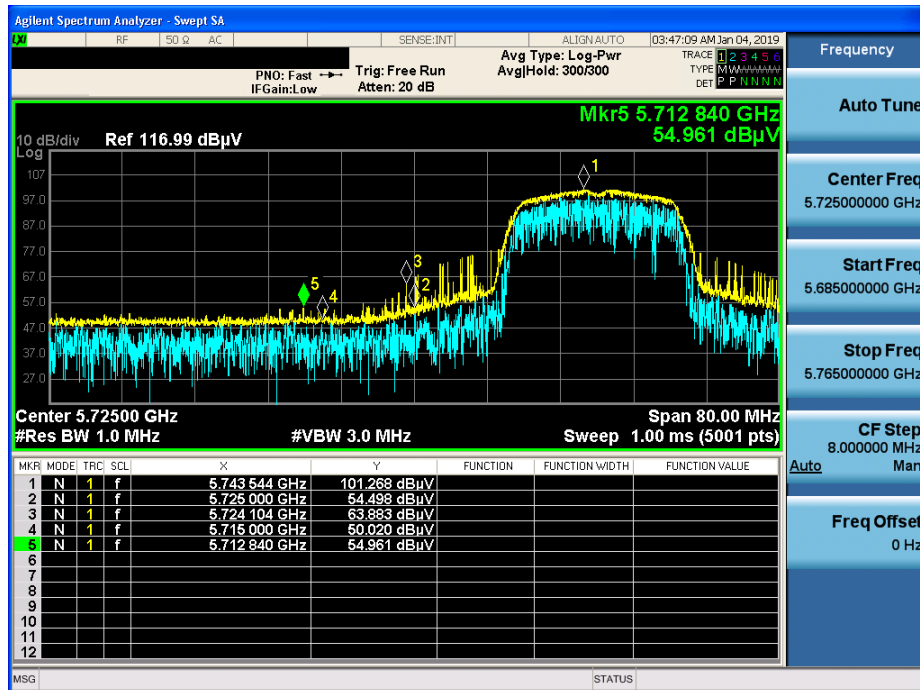 Agilent Spectrum Analyzer - Swept SA
LXI RF 50 Ω AC SENSE:INT ALIGN AUTO 03:47:09 AM Jan 04, 2019
PNO: Fast Trig: Free Run Avg Type: Log-Pwr TRACE 1 2 3 4 5 6
IFGain:Low Atten: 20 dB Avg|Hold: 300/300 TYPE M W W W W W
DET P P N N N N
Frequency
Mkr5 5.712 840 GHz
54.961 dBµV
10 dB/div Ref 116.99 dBµV
Log
107
97.0
87.0
77.0
67.0
57.0
47.0
37.0
27.0
1
3
5
4
2
Center 5.72500 GHz Span 80.00 MHz
#Res BW 1.0 MHz #VBW 3.0 MHz Sweep 1.00 ms (5001 pts)
MKR MODE TRC SCL X Y FUNCTION FUNCTION WIDTH FUNCTION VALUE
1 N 1 f 5.743 544 GHz 101.268 dBµV
2 N 1 f 5.725 000 GHz 54.498 dBµV
3 N 1 f 5.724 104 GHz 63.883 dBµV
4 N 1 f 5.715 000 GHz 50.020 dBµV
5 N 1 f 5.712 840 GHz 54.961 dBµV
6
7
8
9
10
11
12
MSG STATUS
Auto Tune
Center Freq
5.725000000 GHz
Start Freq
5.685000000 GHz
Stop Freq
5.765000000 GHz
CF Step
8.000000 MHz
Auto Man
Freq Offset
0 Hz